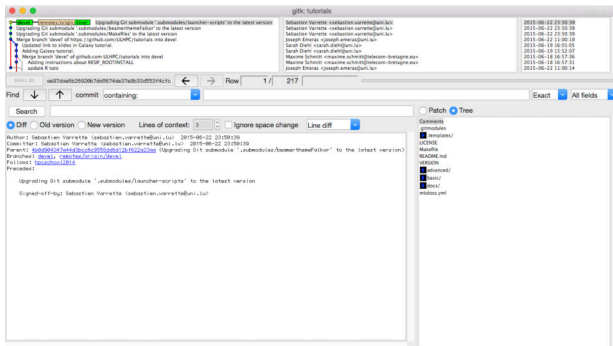 gitk: tutorials
devel remotes/origin/devel Upgrading Git submodule '.submodules/launcher-scripts' to the latest version Sebastien Varrette <sebastien.varrette@uni.lu> 2015-06-22 23:50:39
Upgrading Git submodule '.submodules/beamerthemeFalkor' to the latest version Sebastien Varrette <sebastien.varrette@uni.lu> 2015-06-22 23:50:39
Upgrading Git submodule '.submodules/Makefiles' to the latest version Sebastien Varrette <sebastien.varrette@uni.lu> 2015-06-22 23:50:39
Merge branch 'devel' of https://github.com/ULHPC/tutorials into devel Joseph Emeras <joseph.emeras@uni.lu> 2015-06-22 11:00:19
Updated link to slides in Galaxy tutorial. Sarah Diehl <sarah.diehl@uni.lu> 2015-06-19 16:01:05
Adding Galaxy tutorial. Sarah Diehl <sarah.diehl@uni.lu> 2015-06-19 15:52:07
Merge branch 'devel' of https://github.com/ULHPC/tutorials into devel Maxime Schmitt <maxime.schmitt@telecom-bretagne.eu> 2015-06-18 16:57:36
Adding instructions about RESIF_ROOTINSTALL Maxime Schmitt <maxime.schmitt@telecom-bretagne.eu> 2015-06-18 16:57:31
update R tuto Joseph Emeras <joseph.emeras@uni.lu> 2015-06-22 11:00:14
Row 1 / 217
Find commit containing: Exact All fields
Search Patch Tree
Diff Old version New version Lines of context: 3 Ignore space change Line diff
Author: Sebastien Varrette <sebastien.varrette@uni.lu> 2015-06-22 23:50:39
Committer: Sebastien Varrette <sebastien.varrette@uni.lu> 2015-06-22 23:50:39
(Upgrading Git submodule '.submodules/beamerthemeFalkor' to the latest version)
Branches: devel, remotes/origin/devel
Follows: hpcschool2014
Precedes:
Upgrading Git submodule '.submodules/launcher-scripts' to the latest version
Signed-off-by: Sebastien Varrette <sebastien.varrette@uni.lu>
Comments
.gitmodules
.templates/
LICENSE
Makefile
README.md
VERSION
advanced/
basic/
docs/
mkdocs.yml